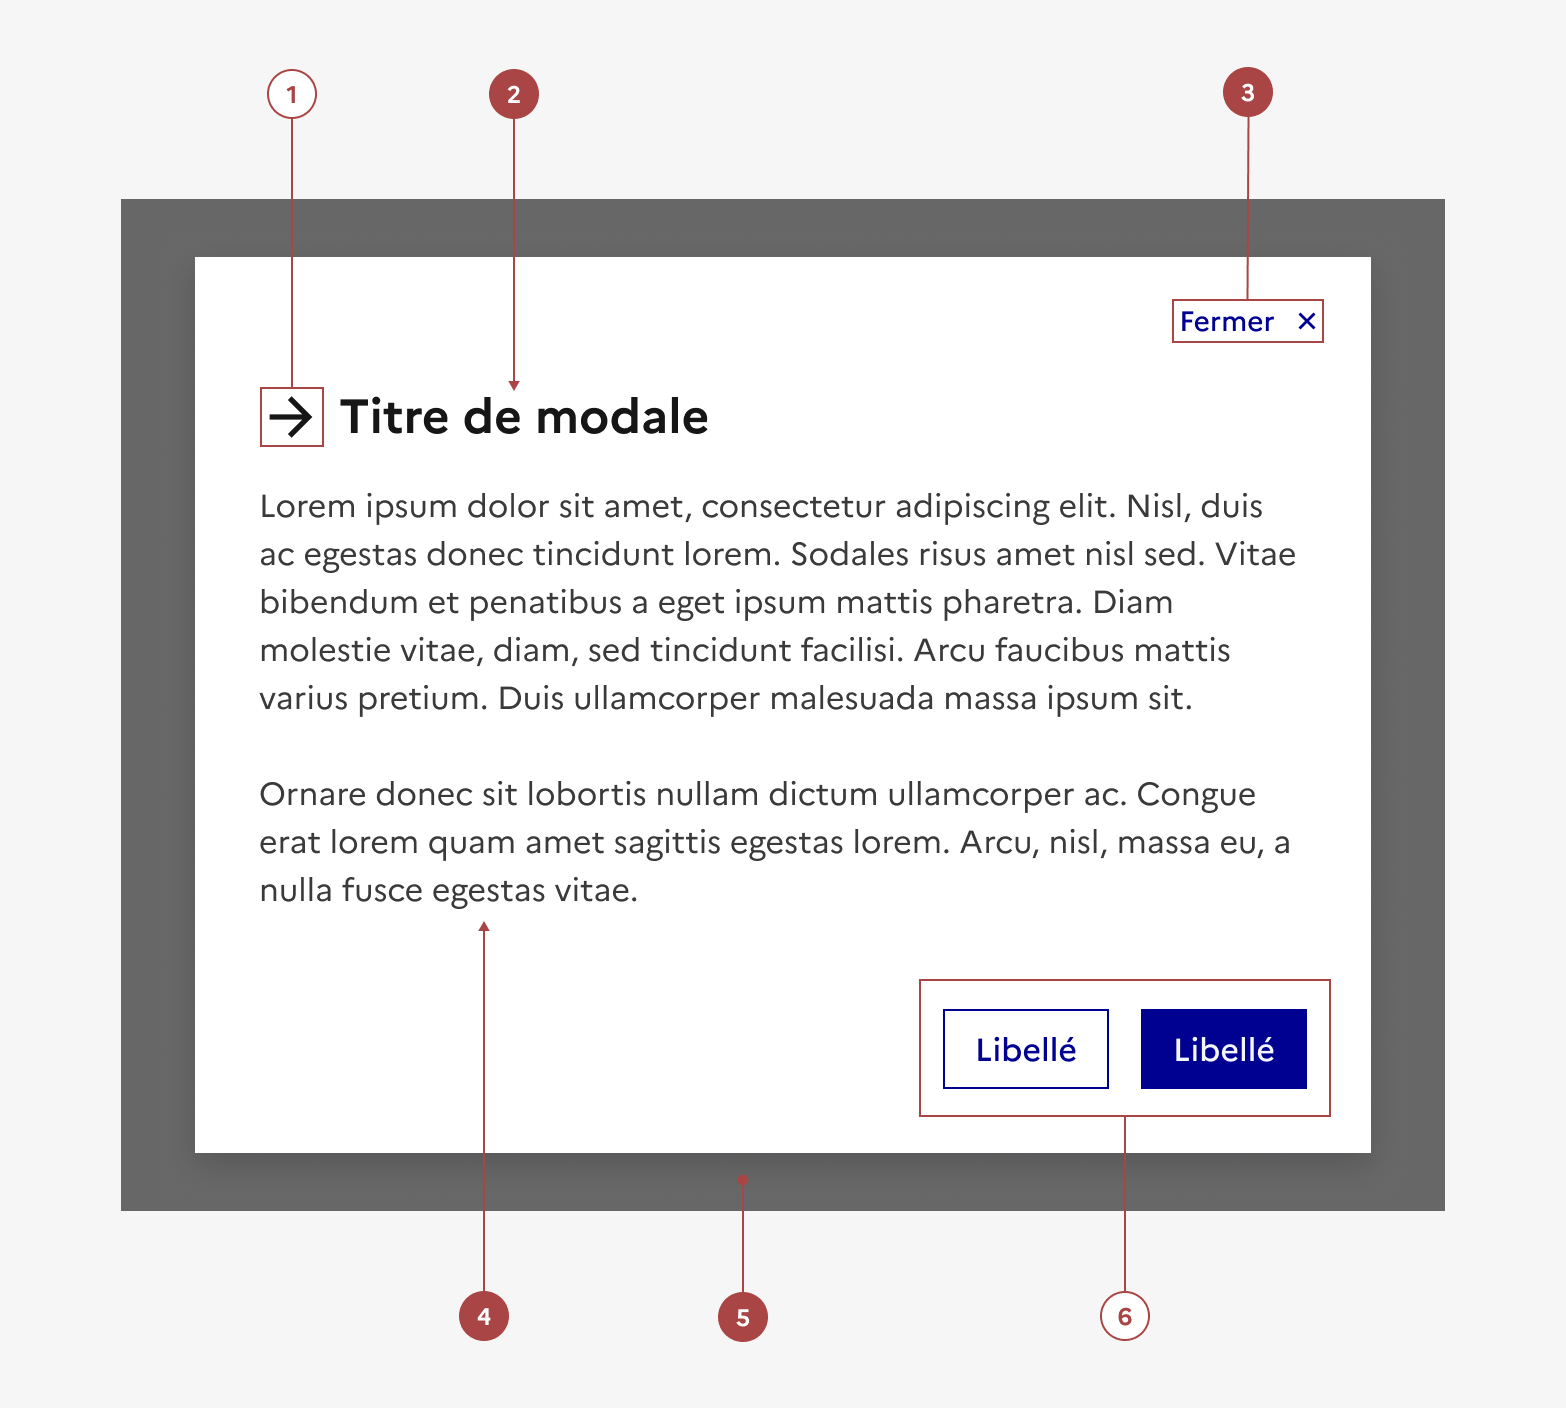 1
2
3
Fermer ×
→ Titre de modale
Lorem ipsum dolor sit amet, consectetur adipiscing elit. Nisl, duis
ac egestas donec tincidunt lorem. Sodales risus amet nisl sed. Vitae
bibendum et penatibus a eget ipsum mattis pharetra. Diam
molestie vitae, diam, sed tincidunt facilisi. Arcu faucibus mattis
varius pretium. Duis ullamcorper malesuada massa ipsum sit.
Ornare donec sit lobortis nullam dictum ullamcorper ac. Congue
erat lorem quam amet sagittis egestas lorem. Arcu, nisl, massa eu, a
nulla fusce egestas vitae.
Libellé
Libellé
4
5
6